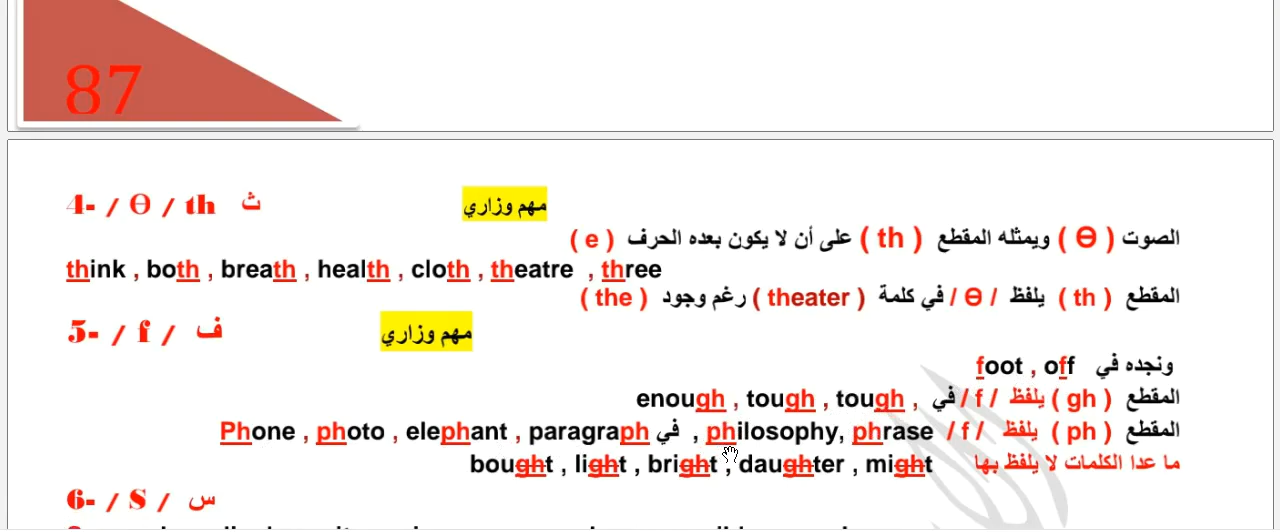 87
4- / Ө / th ث مهم وزاري
الصوت ( Ө ) ويمثله المقطع ( th ) على أن لا يكون بعده الحرف ( e )
think , both , breath , health , cloth , theatre , three
المقطع ( th ) يلفظ / Ө / في كلمة ( theater ) رغم وجود ( the )
5- / f / ف مهم وزاري
ونجده في foot , off
المقطع ( gh ) يلفظ / f / في , enough , tough , tough
المقطع ( ph ) يلفظ / f / Phone , photo , elephant , paragraph في , philosophy, phrase
ما عدا الكلمات لا يلفظ بها bought , light , bright , daughter , might
6- / S / س